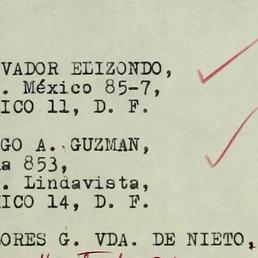 VADOR ELIZONDO,
. México 85-7,
ICO 11, D. F.
GO A. GUZMAN,
a 853,
. Lindavista,
ICO 14, D. F.
ORES G. VDA. DE NIETO,